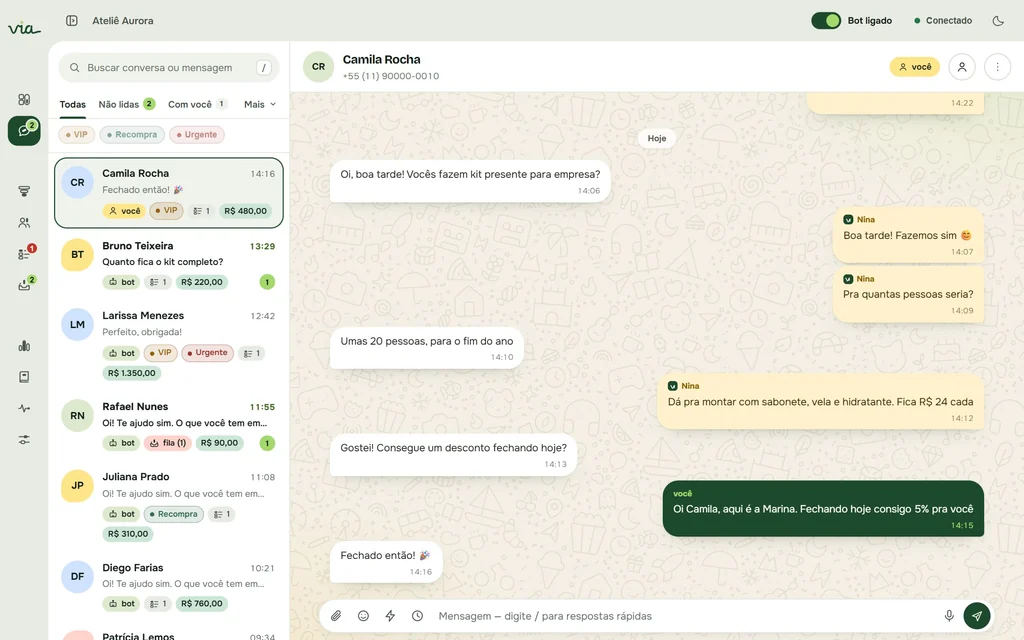 via
Ateliê Aurora
Bot ligado
Conectado
2
1
2
Buscar conversa ou mensagem /
Todas Não lidas 2 Com você 1 Mais
VIP Recompra Urgente
CR
Camila Rocha 14:16
Fechado então! 🎉
você VIP 1 R$ 480,00
BT
Bruno Teixeira 13:29
Quanto fica o kit completo?
bot 1 R$ 220,00 1
LM
Larissa Menezes 12:42
Perfeito, obrigada!
bot VIP Urgente 1
R$ 1.350,00
RN
Rafael Nunes 11:55
Oi! Te ajudo sim. O que você tem em...
bot fila (1) R$ 90,00 1
JP
Juliana Prado 11:08
Oi! Te ajudo sim. O que você tem em...
bot Recompra 1
R$ 310,00
DF
Diego Farias 10:21
Oi! Te ajudo sim. O que você tem em...
bot 1 R$ 760,00
Patrícia Lemos 09:34
CR
Camila Rocha
+55 (11) 90000-0010
você
14:22
Hoje
Oi, boa tarde! Vocês fazem kit presente para empresa?
14:06
Nina
Boa tarde! Fazemos sim 😊
14:07
Nina
Pra quantas pessoas seria?
14:09
Umas 20 pessoas, para o fim do ano
14:10
Nina
Dá pra montar com sabonete, vela e hidratante. Fica R$ 24 cada
14:12
Gostei! Consegue um desconto fechando hoje?
14:13
você
Oi Camila, aqui é a Marina. Fechando hoje consigo 5% pra você
14:15
Fechado então! 🎉
14:16
Mensagem — digite / para respostas rápidas